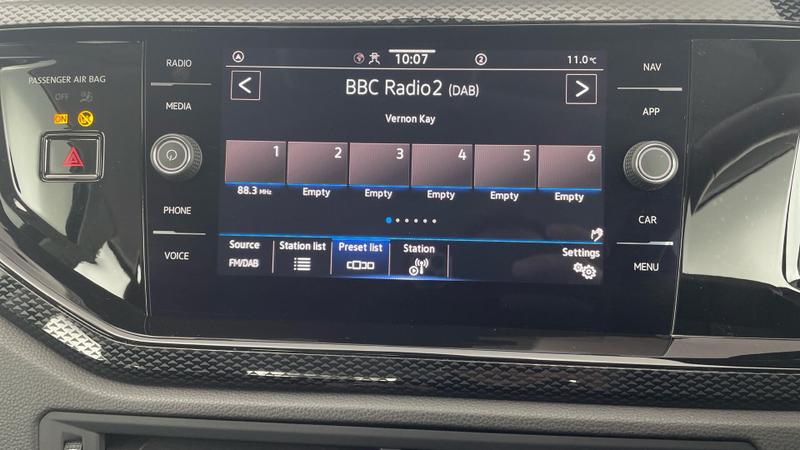 PASSENGER AIR BAG
OFF
ON
RADIO
MEDIA
PHONE
VOICE
10:07
2
11.0°C
BBC Radio2 (DAB)
Vernon Kay
1 2 3 4 5 6
88.3 MHz Empty Empty Empty Empty Empty
Source Station list Preset list Station Settings
FM/DAB
NAV
APP
CAR
MENU